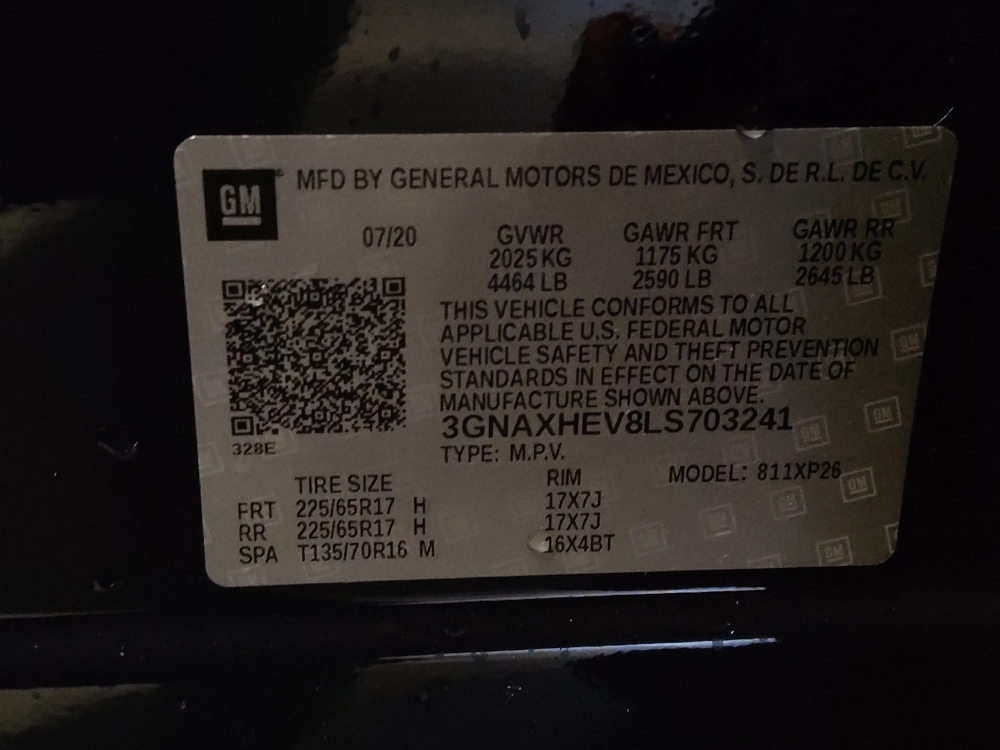 GM MFD BY GENERAL MOTORS DE MEXICO, S. DE R.L. DE C.V.
07/20 GVWR GAWR FRT GAWR RR
2025 KG 1175 KG 1200 KG
4464 LB 2590 LB 2645 LB
THIS VEHICLE CONFORMS TO ALL
APPLICABLE U.S. FEDERAL MOTOR
VEHICLE SAFETY AND THEFT PREVENTION
STANDARDS IN EFFECT ON THE DATE OF
MANUFACTURE SHOWN ABOVE.
3GNAXHEV8LS703241
328E
TYPE: M.P.V.
TIRE SIZE RIM MODEL: 811XP26
FRT 225/65R17 H 17X7J
RR 225/65R17 H 17X7J
SPA T135/70R16 M 16X4BT